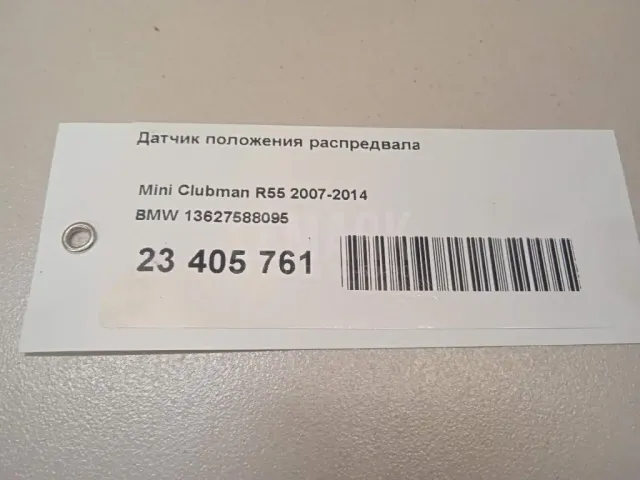 Датчик положения распредвала
Mini Clubman R55 2007-2014
BMW 13627588095
23 405 761